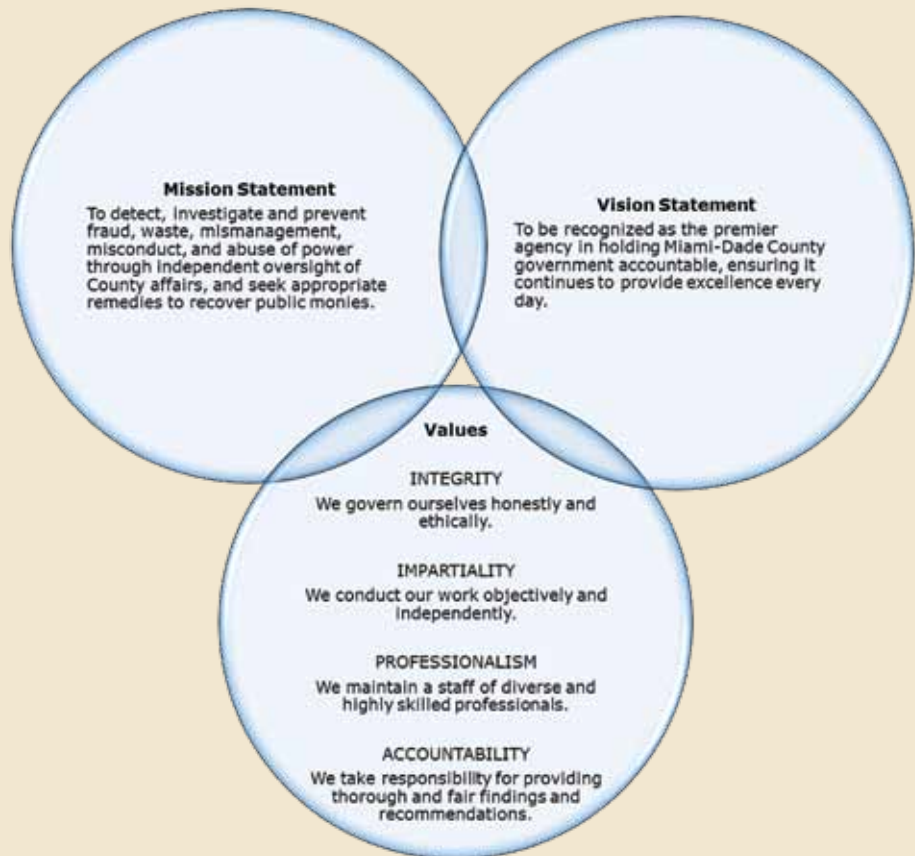 Mission Statement
To detect, investigate and prevent
fraud, waste, mismanagement,
misconduct, and abuse of power
through independent oversight of
County affairs, and seek appropriate
remedies to recover public monies.
Vision Statement
To be recognized as the premier
agency in holding Miami-Dade County
government accountable, ensuring it
continues to provide excellence every
day.
Values
INTEGRITY
We govern ourselves honestly and
ethically.
IMPARTIALITY
We conduct our work objectively and
independently.
PROFESSIONALISM
We maintain a staff of diverse and
highly skilled professionals.
ACCOUNTABILITY
We take responsibility for providing
thorough and fair findings and
recommendations.